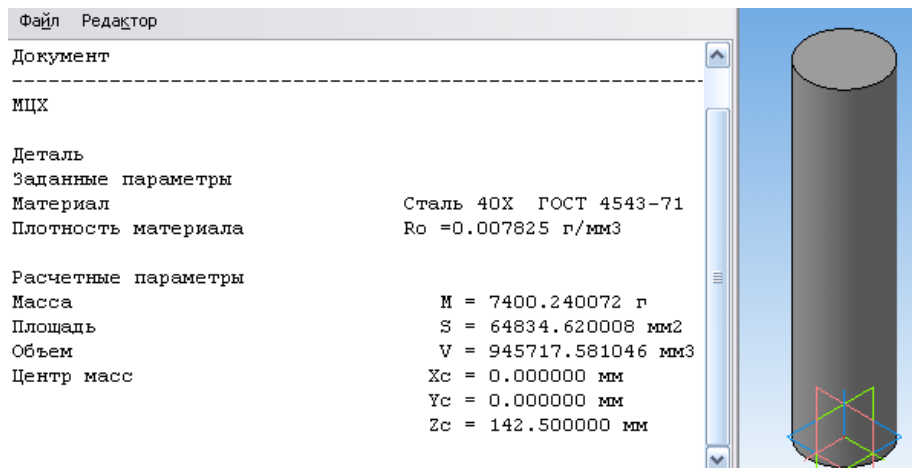 Файл Редактор
Документ
--------------------------------------------------------
МЦХ
Деталь
Заданные параметры
Материал Сталь 40Х ГОСТ 4543-71
Плотность материала Ro =0.007825 г/мм3
Расчетные параметры
Масса M = 7400.240072 г
Площадь S = 64834.620008 мм2
Объем V = 945717.581046 мм3
Центр масс Xc = 0.000000 мм
Yc = 0.000000 мм
Zc = 142.500000 мм